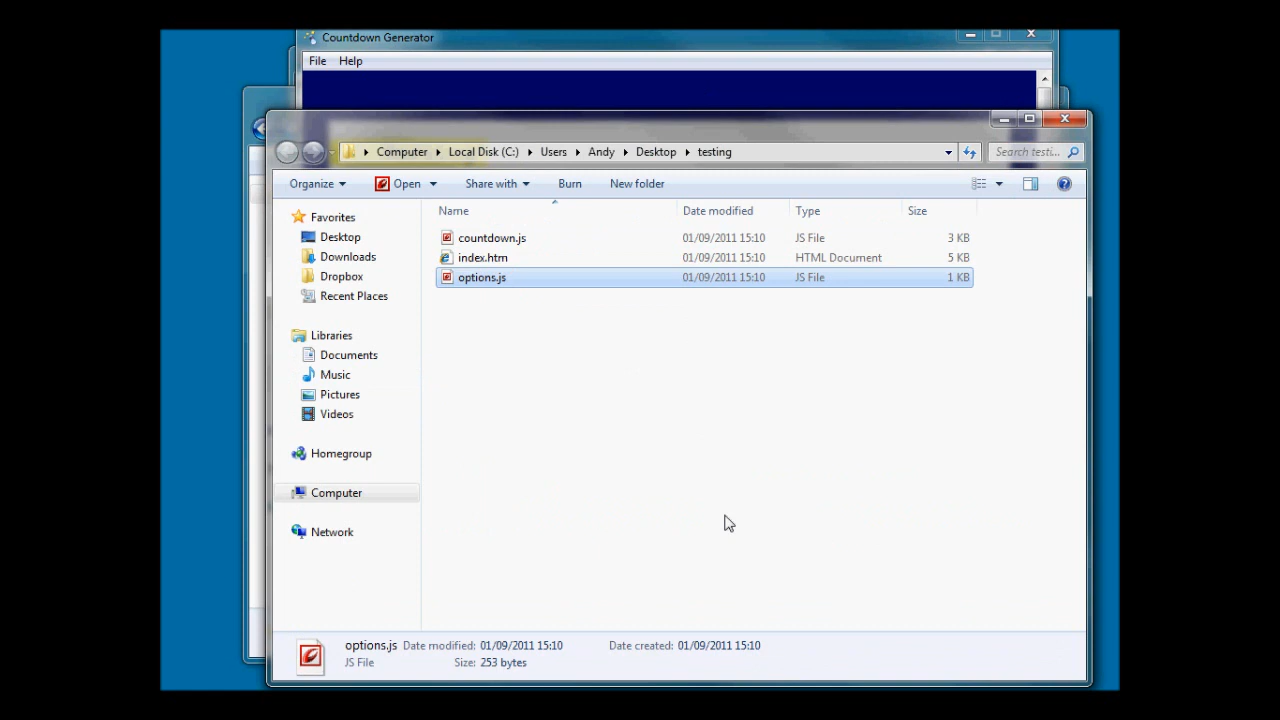 Countdown Generator
File Help
Computer Local Disk (C:) Users Andy Desktop testing Search testi...
Organize Open Share with Burn New folder
Name Date modified Type Size
Favorites
Desktop
Downloads
Dropbox
Recent Places
Libraries
Documents
Music
Pictures
Videos
Homegroup
Computer
Network
countdown.js 01/09/2011 15:10 JS File 3 KB
index.htm 01/09/2011 15:10 HTML Document 5 KB
options.js 01/09/2011 15:10 JS File 1 KB
options.js Date modified: 01/09/2011 15:10 Date created: 01/09/2011 15:10
JS File Size: 253 bytes